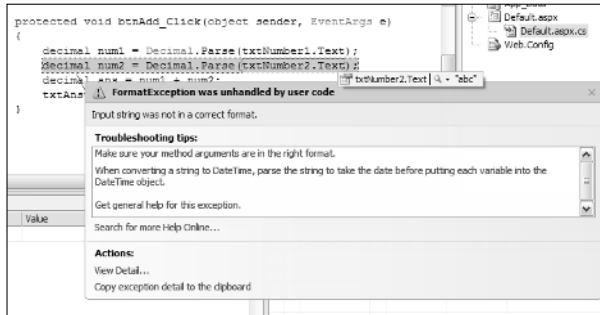 protected void btnAdd_Click(object sender, EventArgs e)
{
decimal num1 = Decimal.Parse(txtNumber1.Text);
decimal num2 = Decimal.Parse(txtNumber2.Text);
decimal ans = num1 + num2;
txtAns
}
App_Data
Default.aspx
Default.aspx.cs
Web.Config
txtNumber2.Text "abc"
FormatException was unhandled by user code
Input string was not in a correct format.
Troubleshooting tips:
Make sure your method arguments are in the right format.
When converting a string to DateTime, parse the string to take the date before putting each variable into the
DateTime object.
Get general help for this exception.
Search for more Help Online...
Actions:
View Detail...
Copy exception detail to the clipboard
Value